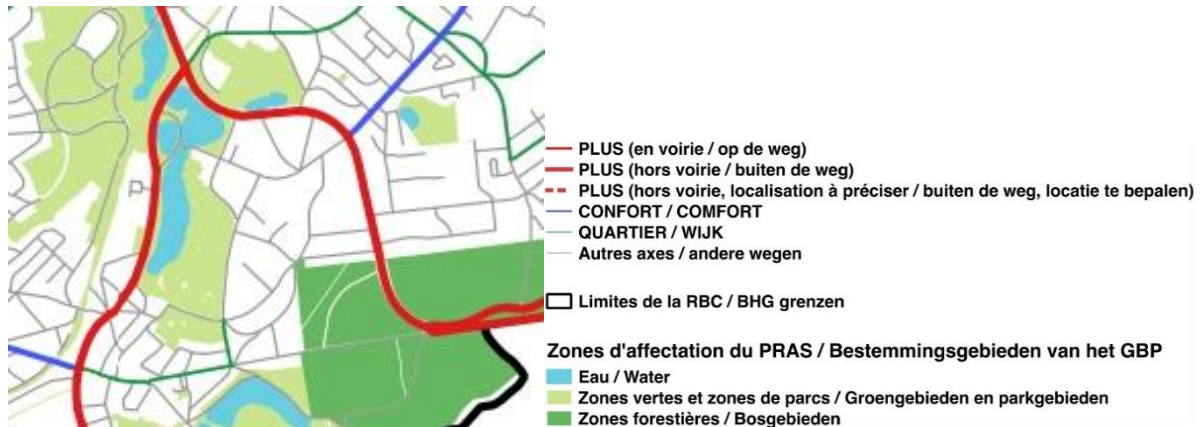 PLUS (en voirie / op de weg)
PLUS (hors voirie / buiten de weg)
PLUS (hors voirie, localisation à préciser / buiten de weg, locatie te bepalen)
CONFORT / COMFORT
QUARTIER / WIJK
Autres axes / andere wegen
Limites de la RBC / BHG grenzen
Zones d'affectation du PRAS / Bestemmingsgebieden van het GBP
Eau / Water
Zones vertes et zones de parcs / Groengebieden en parkgebieden
Zones forestières / Bosgebieden